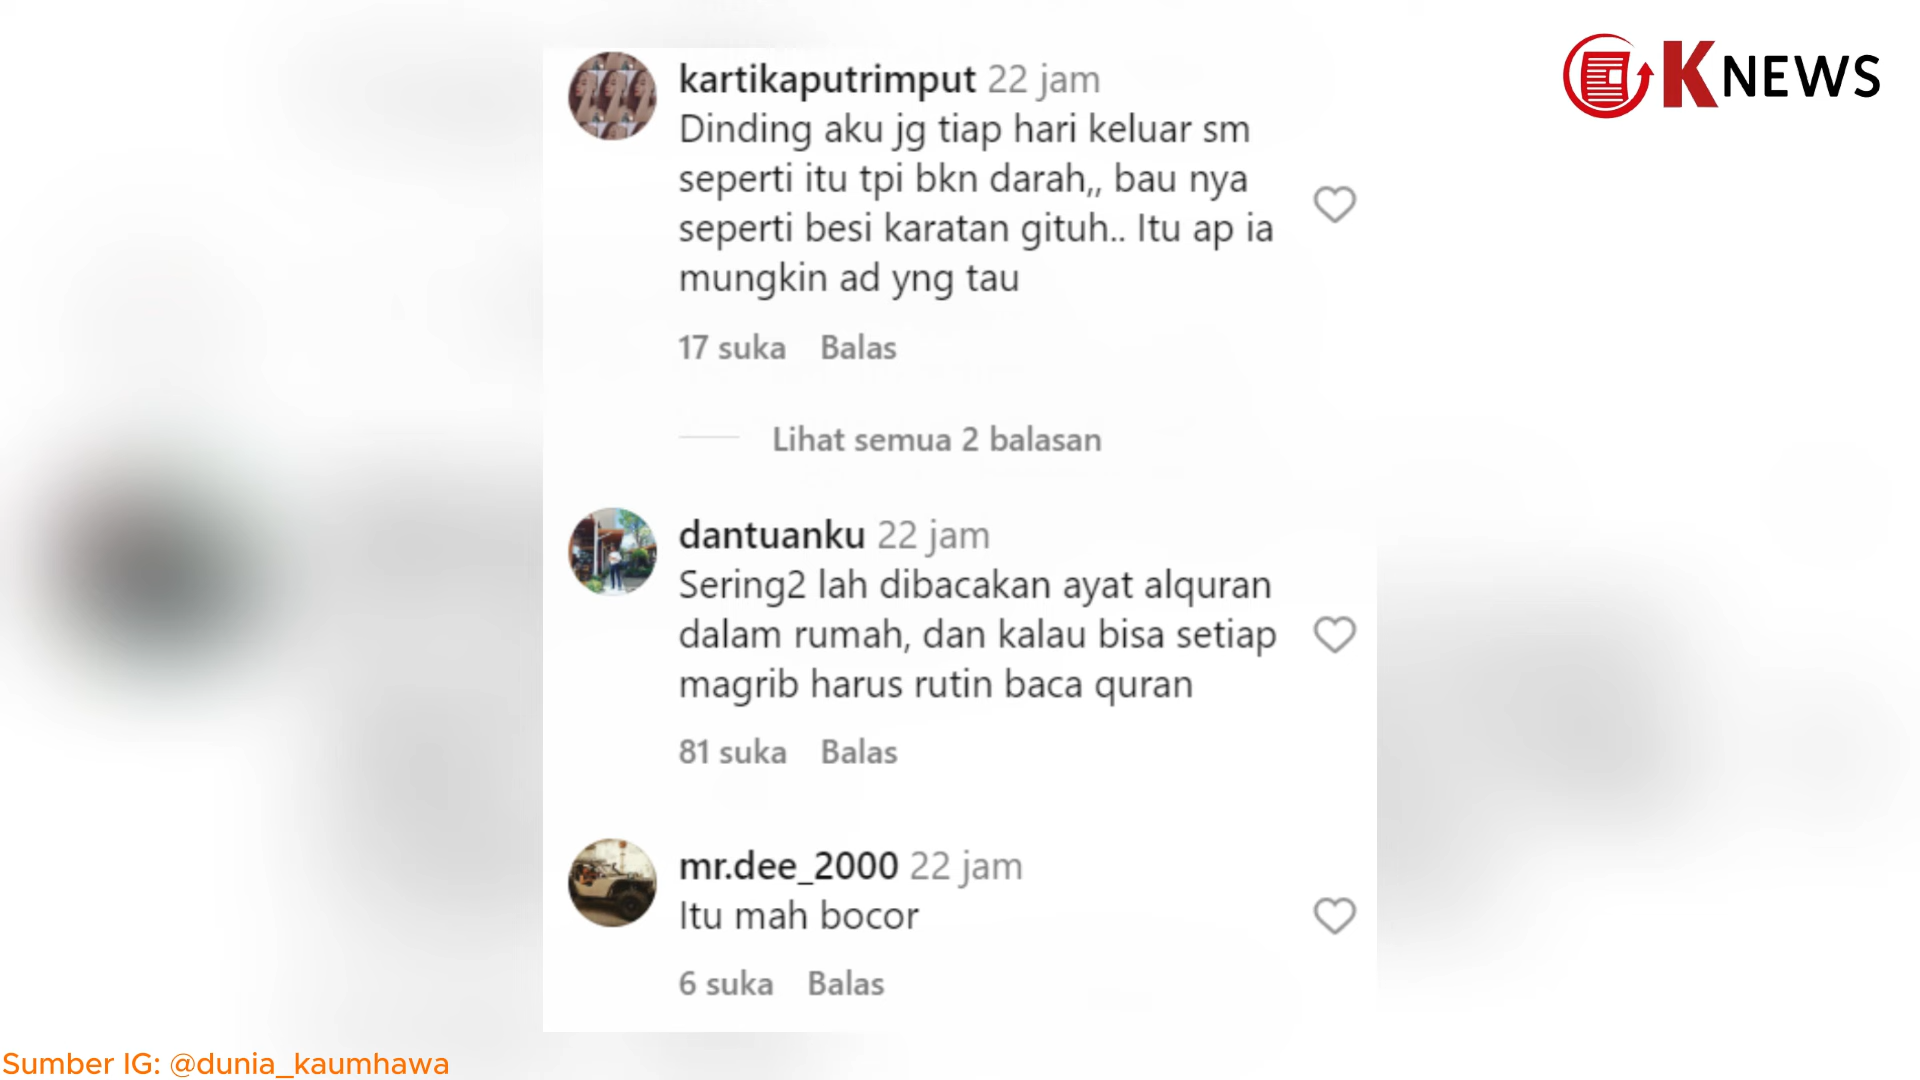 KNEWS
kartikaputrimput 22 jam
Dinding aku jg tiap hari keluar sm
seperti itu tpi bkn darah,, bau nya
seperti besi karatan gituh.. Itu ap ia
mungkin ad yng tau
17 suka Balas
Lihat semua 2 balasan
dantuanku 22 jam
Sering2 lah dibacakan ayat alquran
dalam rumah, dan kalau bisa setiap
magrib harus rutin baca quran
81 suka Balas
mr.dee_2000 22 jam
Itu mah bocor
6 suka Balas
Sumber IG: @dunia_kaumhawa